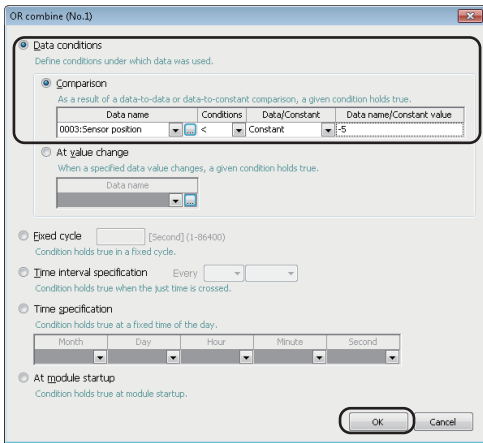 OR combine (No.1)
Data conditions
Define conditions under which data was used.
Comparison
As a result of a data-to-data or data-to-constant comparison, a given condition holds true.
Data name Conditions Data/Constant Data name/Constant value
0003:Sensor position ... < Constant -5
At value change
When a specified data value changes, a given condition holds true.
Data name
...
Fixed cycle [Second] (1-86400)
Condition holds true in a fixed cycle.
Time interval specification Every
Condition holds true when the just time is crossed.
Time specification
Condition holds true at a fixed time of the day.
Month Day Hour Minute Second
At module startup
Condition holds true at module startup.
OK Cancel